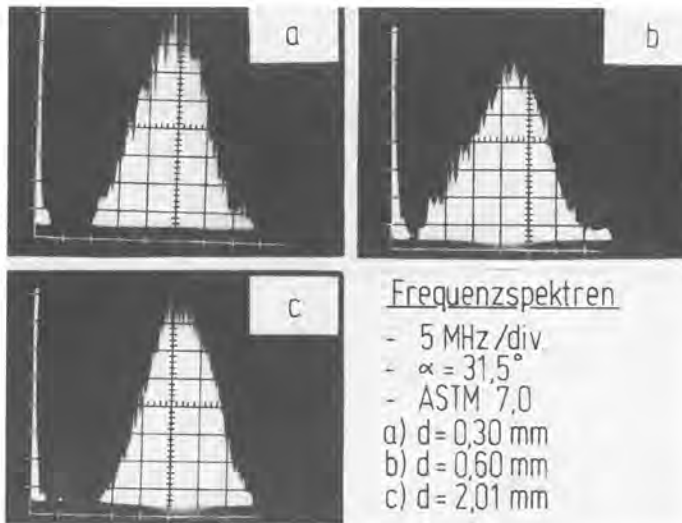 a
b
c
Frequenzspektren
- 5 MHz/div
- α = 31,5°
- ASTM 7,0
a) d = 0,30 mm
b) d = 0,60 mm
c) d = 2,01 mm